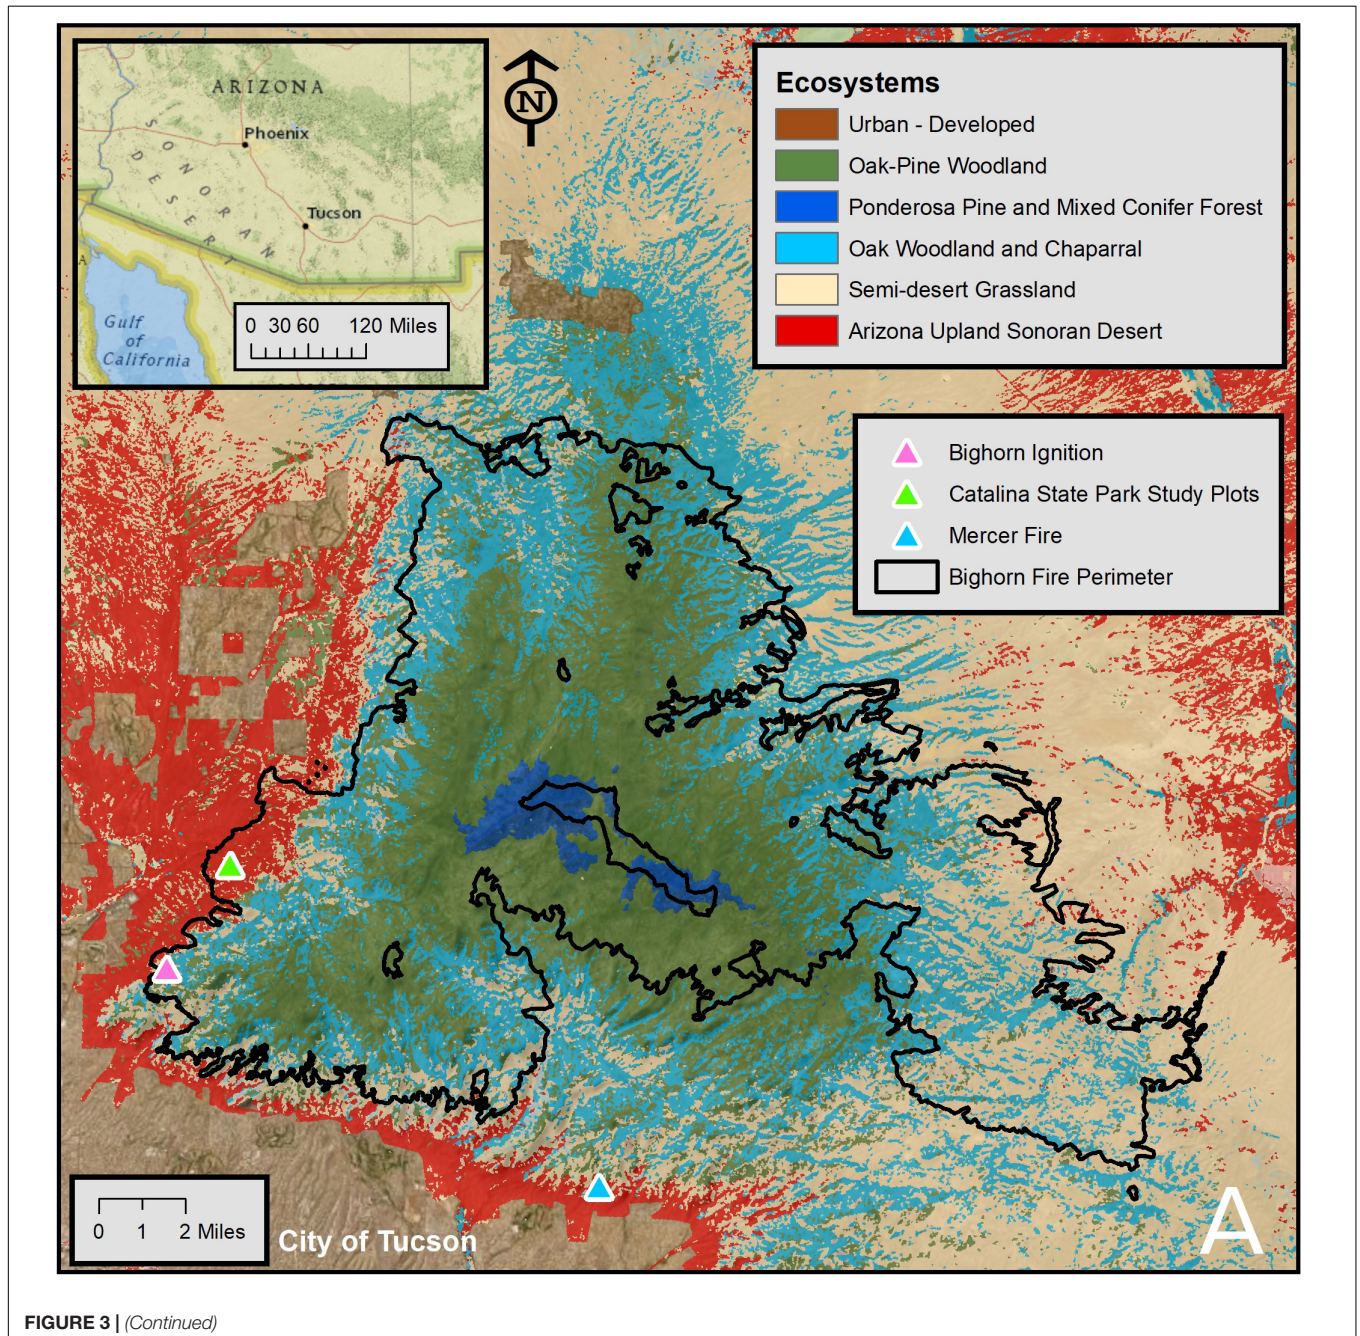 ARIZONA
Phoenix
SONORAN
DESERT
Tucson
A
Gulf
of
California
0 30 60 120 Miles
N
Ecosystems
Urban - Developed
Oak-Pine Woodland
Ponderosa Pine and Mixed Conifer Forest
Oak Woodland and Chaparral
Semi-desert Grassland
Arizona Upland Sonoran Desert
Bighorn Ignition
Catalina State Park Study Plots
Mercer Fire
Bighorn Fire Perimeter
0 1 2 Miles
City of Tucson
A
FIGURE 3 | (Continued)